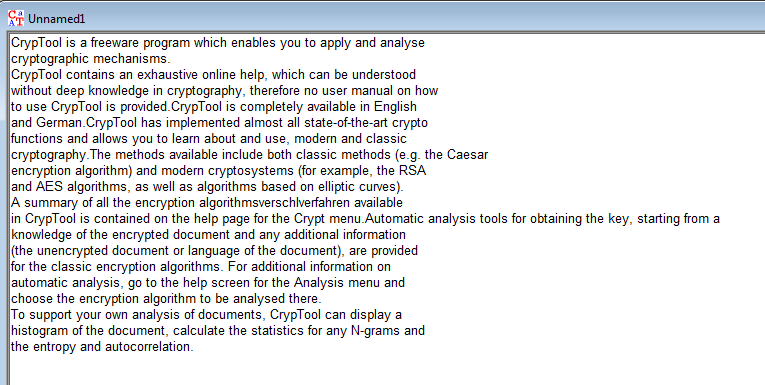 Unnamed1
CrypTool is a freeware program which enables you to apply and analyse
cryptographic mechanisms.
CrypTool contains an exhaustive online help, which can be understood
without deep knowledge in cryptography, therefore no user manual on how
to use CrypTool is provided.CrypTool is completely available in English
and German.CrypTool has implemented almost all state-of-the-art crypto
functions and allows you to learn about and use, modern and classic
cryptography.The methods available include both classic methods (e.g. the Caesar
encryption algorithm) and modern cryptosystems (for example, the RSA
and AES algorithms, as well as algorithms based on elliptic curves).
A summary of all the encryption algorithmsverschlverfahren available
in CrypTool is contained on the help page for the Crypt menu.Automatic analysis tools for obtaining the key, starting from a
knowledge of the encrypted document and any additional information
(the unencrypted document or language of the document), are provided
for the classic encryption algorithms. For additional information on
automatic analysis, go to the help screen for the Analysis menu and
choose the encryption algorithm to be analysed there.
To support your own analysis of documents, CrypTool can display a
histogram of the document, calculate the statistics for any N-grams and
the entropy and autocorrelation.